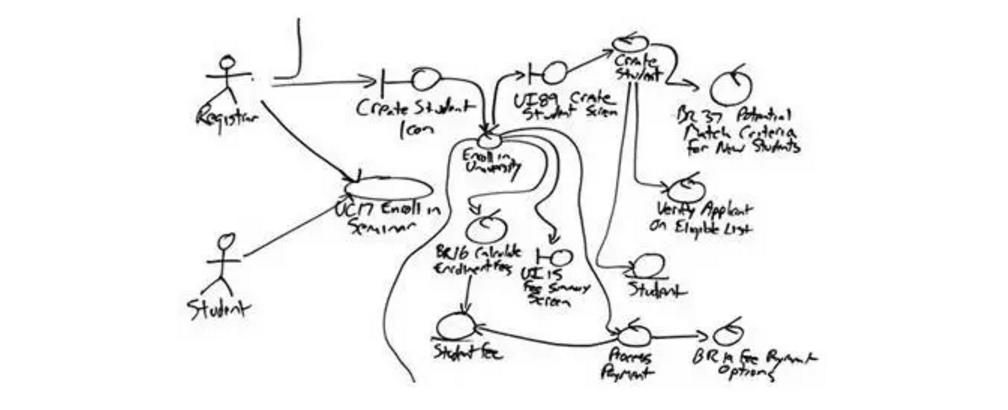 Registrar
Create Student
Icon
UI89 Create
Student Screen
Create
Student
BR37 Potential
Match Criteria
for New Students
Enroll in
University
UC17 Enroll in
Seminar
Verify Applicant
On Eligible List
BR16 Calculate
Enrolment Fees
UI15
Fee Summary
Screen
Student
Student
Student Fee
Process
Payment
BR Fee Payment
Options